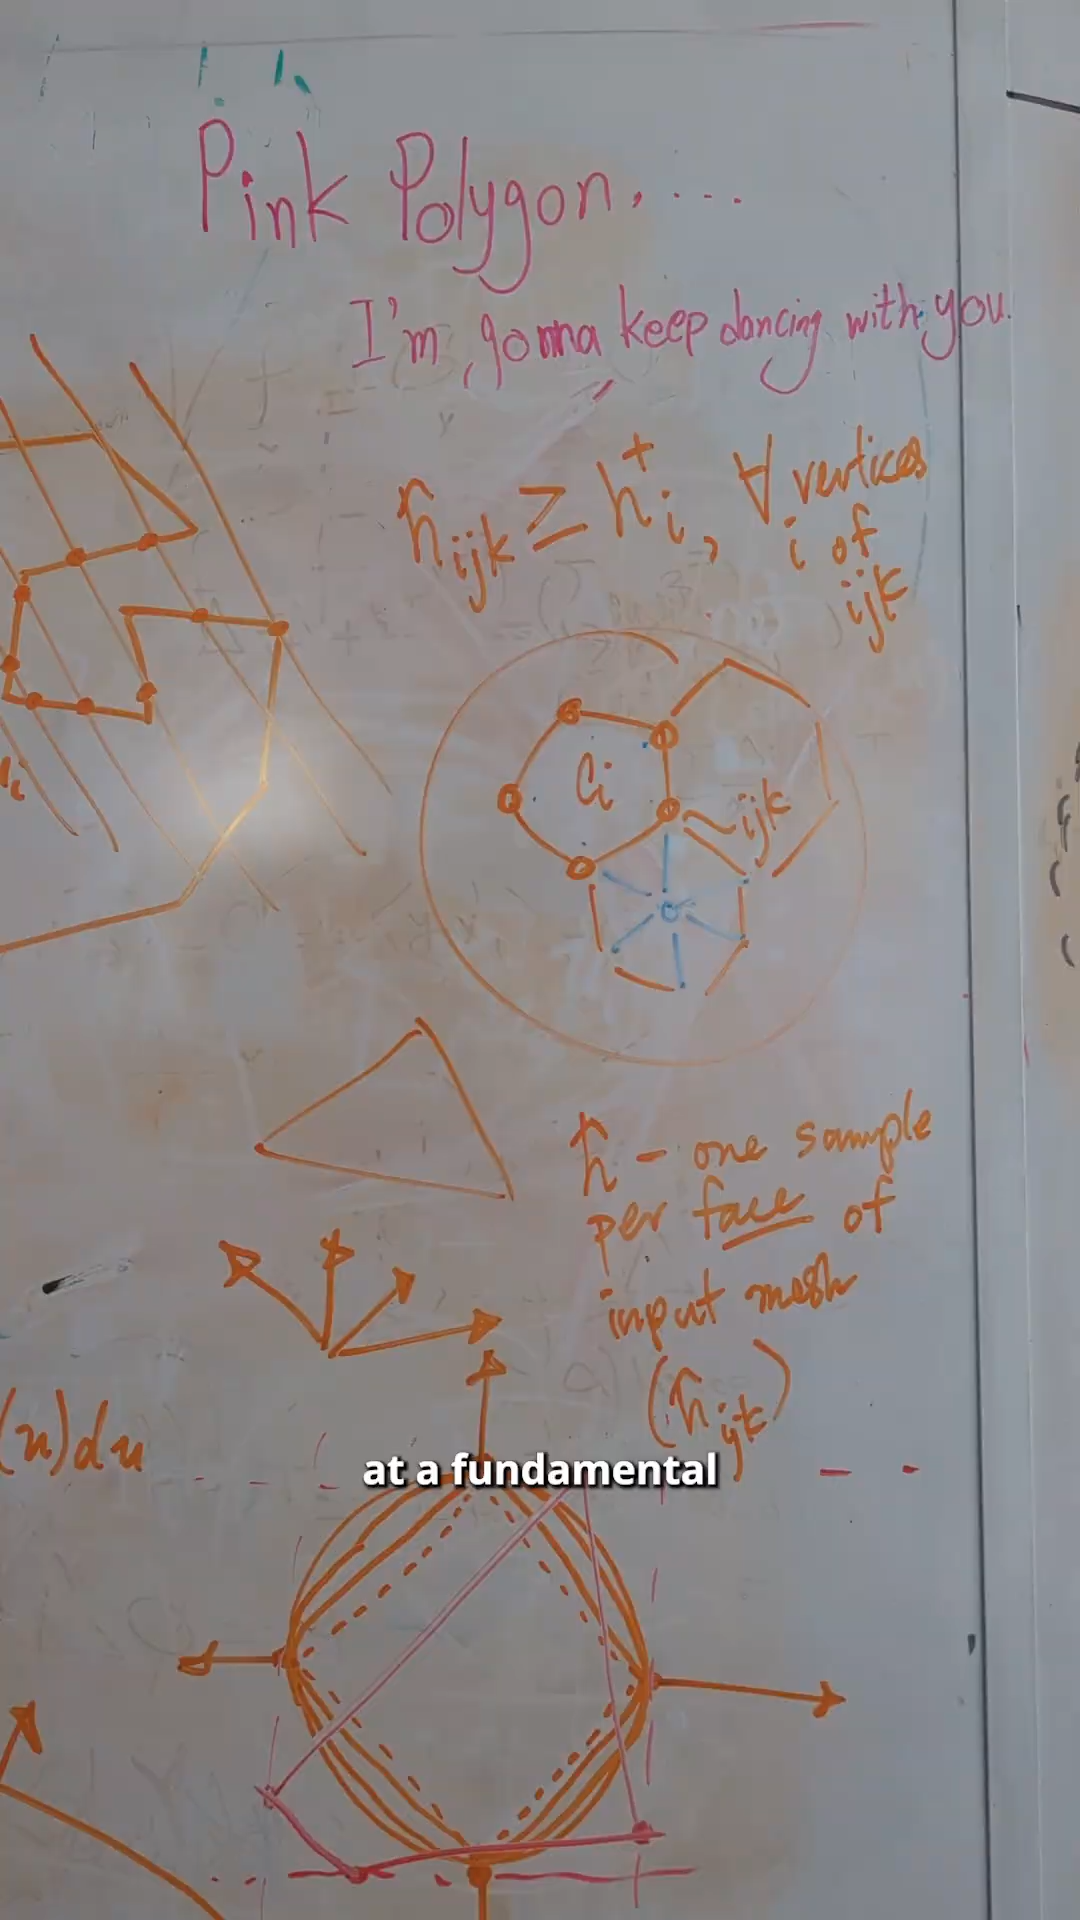 Pink Polygon. ....
I'm gonna keep dancing with you.
ĥijk ≥ h⁺i, ∀ vertices
i of
ijk
Ci
ijk
ĥ - one sample
per face of
input mesh
(ĥijk)
(u)du
at a fundamental